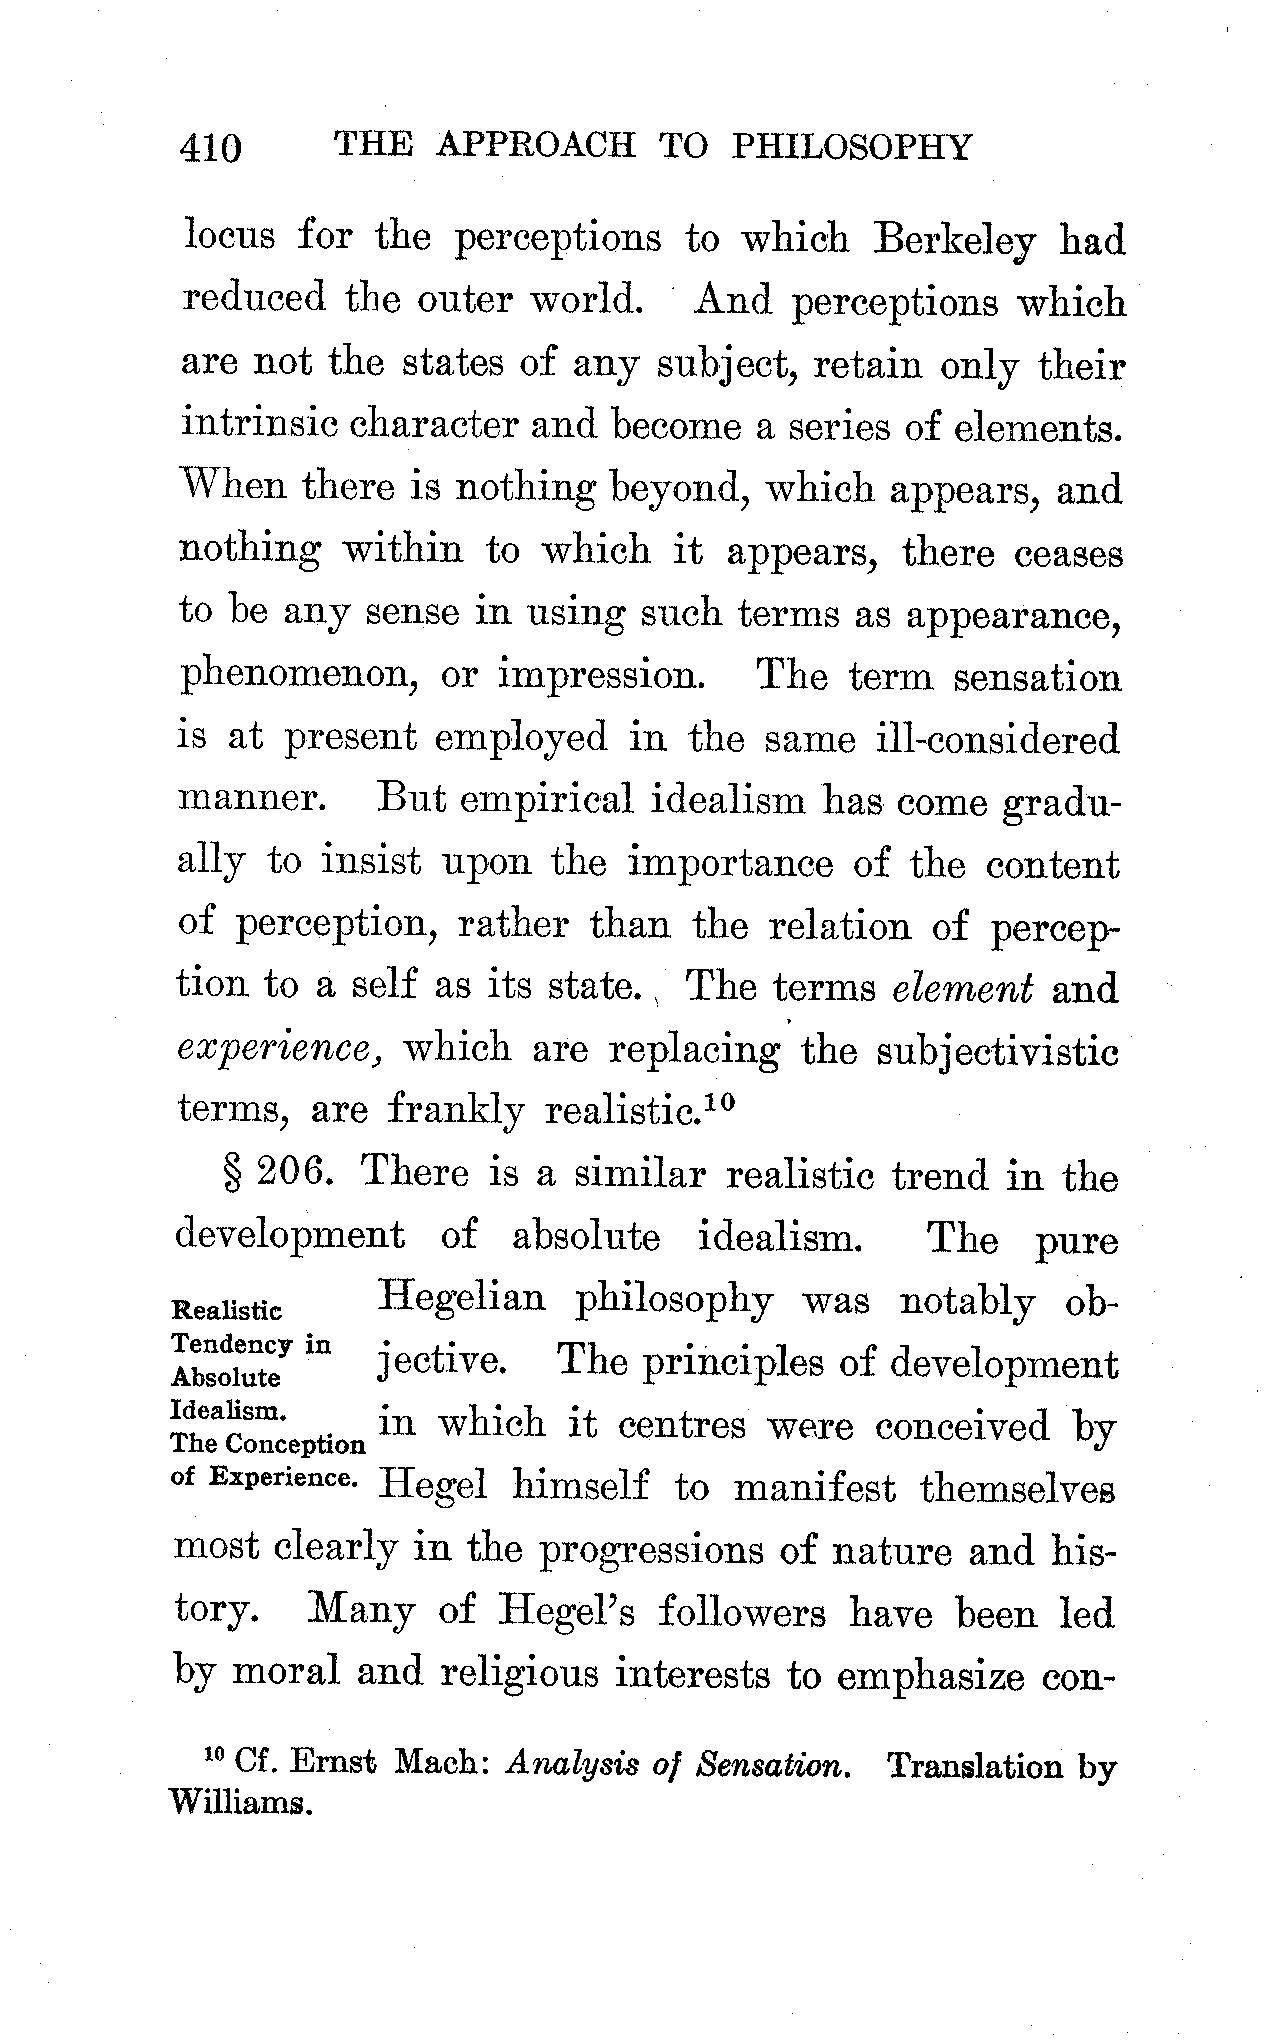 410 THE APPROACH TO PHILOSOPHY
locus for the perceptions to which Berkeley had
reduced the outer world. And perceptions which
are not the states of any subject, retain only their
intrinsic character and become a series of elements.
When there is nothing beyond, which appears, and
nothing within to which it appears, there ceases
to be any sense in using such terms as appearance,
phenomenon, or impression. The term sensation
is at present employed in the same ill-considered
manner. But empirical idealism has come gradu-
ally to insist upon the importance of the content
of perception, rather than the relation of percep-
tion to a self as its state. The terms element and
experience, which are replacing the subjectivistic
terms, are frankly realistic.¹⁰
§ 206. There is a similar realistic trend in the
development of absolute idealism. The pure
Realistic
Tendency in
Absolute
Idealism.
The Conception
of Experience.
Hegelian philosophy was notably ob-
jective. The principles of development
in which it centres were conceived by
Hegel himself to manifest themselves
most clearly in the progressions of nature and his-
tory. Many of Hegel's followers have been led
by moral and religious interests to emphasize con-
¹⁰ Cf. Ernst Mach: Analysis of Sensation. Translation by
Williams.